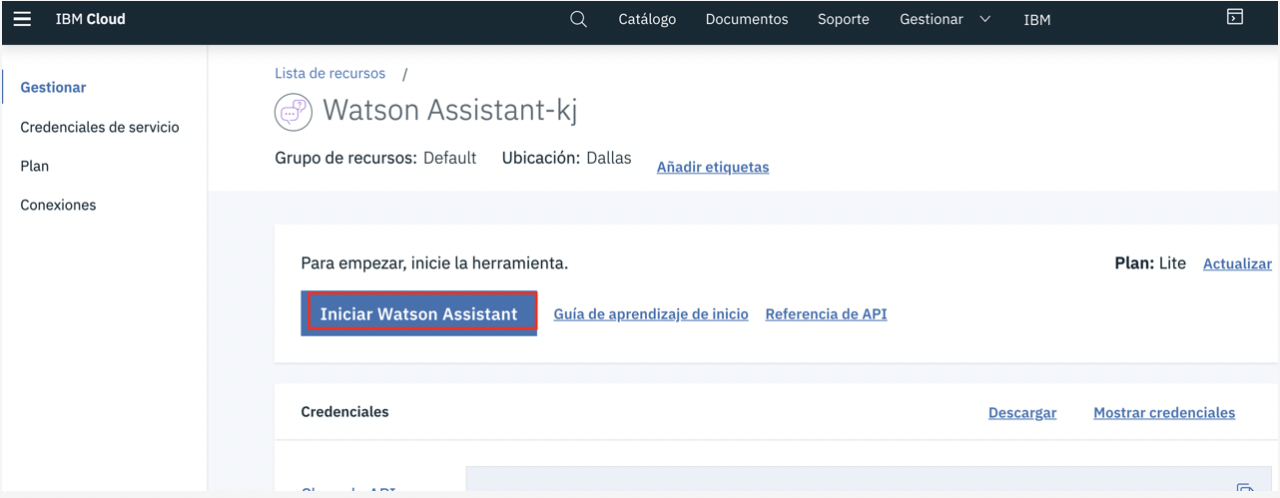 IBM Cloud
Catálogo Documentos Soporte Gestionar IBM
Gestionar
Credenciales de servicio
Plan
Conexiones
Lista de recursos /
Watson Assistant-kj
Grupo de recursos: Default Ubicación: Dallas Añadir etiquetas
Para empezar, inicie la herramienta.
Plan: Lite Actualizar
Iniciar Watson Assistant Guía de aprendizaje de inicio Referencia de API
Credenciales Descargar Mostrar credenciales